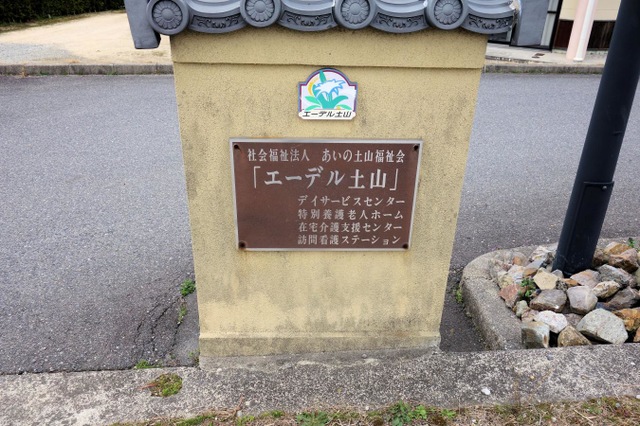 エーデル土山
社会福祉法人 あいの土山福祉会
「エーデル土山」
デイサービスセンター
特別養護老人ホーム
在宅介護支援センター
訪問看護ステーション